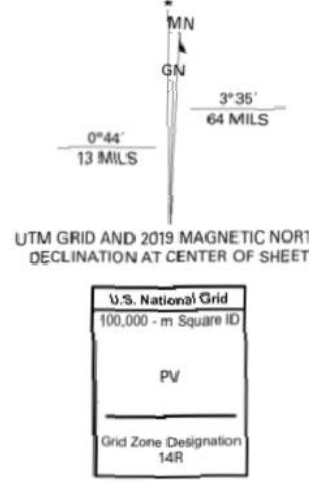 *
MN
GN
3°35´
64 MILS
0°44´
13 MILS
UTM GRID AND 2019 MAGNETIC NORT
DECLINATION AT CENTER OF SHEET
U.S. National Grid
100,000 - m Square ID
PV
Grid Zone Designation
14R